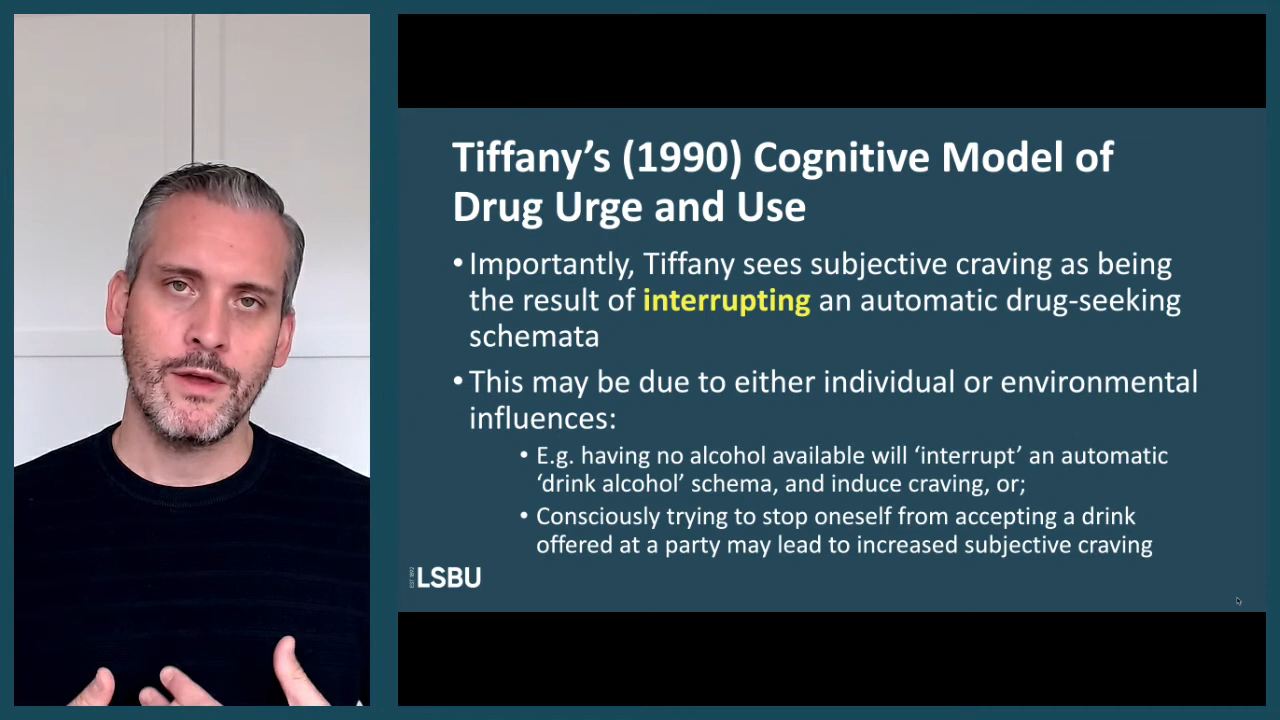 Tiffany’s (1990) Cognitive Model of
Drug Urge and Use
• Importantly, Tiffany sees subjective craving as being
the result of interrupting an automatic drug-seeking
schemata
• This may be due to either individual or environmental
influences:
• E.g. having no alcohol available will ‘interrupt’ an automatic
‘drink alcohol’ schema, and induce craving, or;
• Consciously trying to stop oneself from accepting a drink
offered at a party may lead to increased subjective craving
EST 1892
LSBU